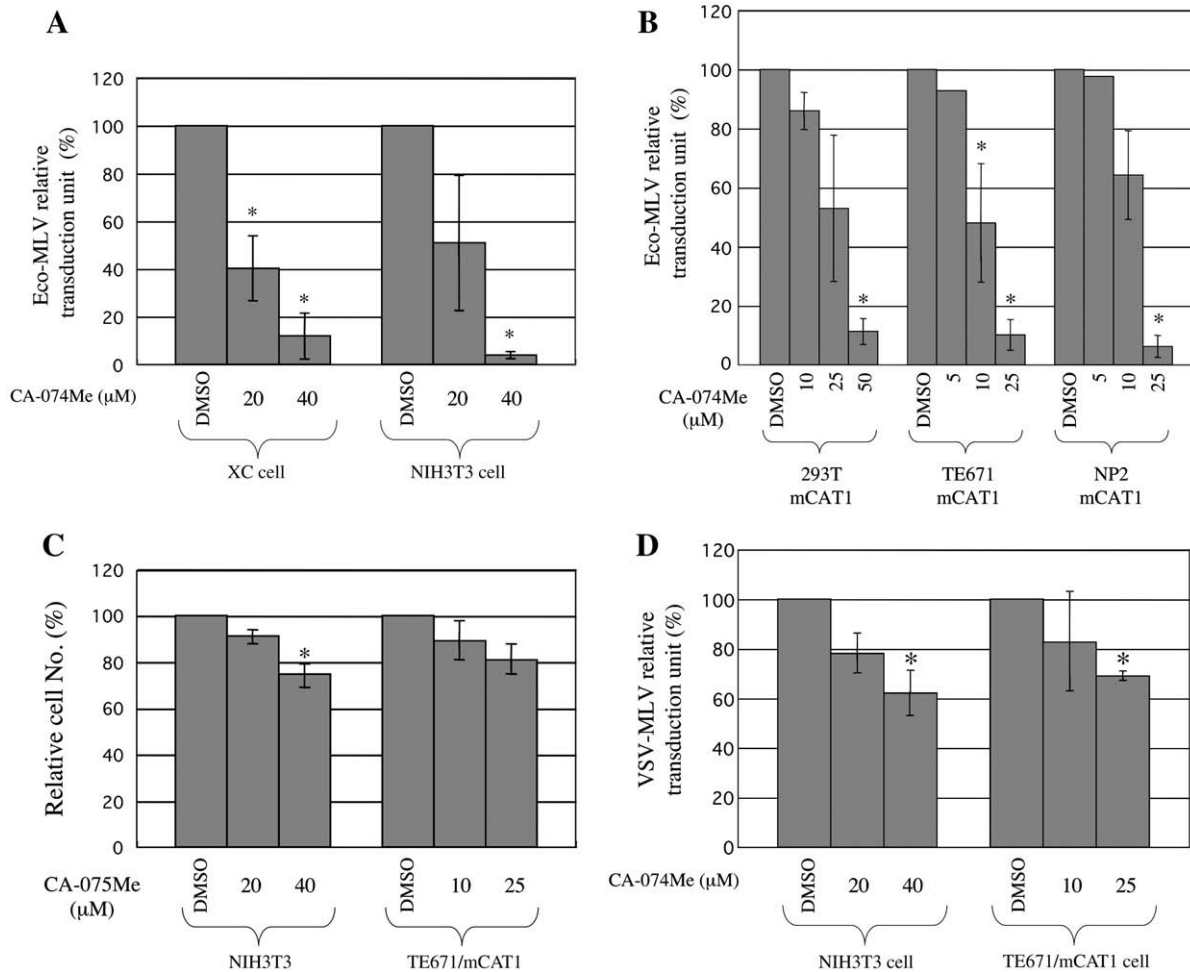 A
Eco-MLV relative
transduction unit (%)
120
100
80
60
40
20
0
* * *
CA-074Me (μM)
DMSO 20 40 DMSO 20 40
XC cell NIH3T3 cell
B
Eco-MLV relative
transduction unit (%)
120
100
80
60
40
20
0
* * * *
CA-074Me
(μM)
DMSO 10 25 50 DMSO 5 10 25 DMSO 5 10 25
293T TE671 NP2
mCAT1 mCAT1 mCAT1
C
Relative cell No. (%)
120
100
80
60
40
20
0
*
CA-075Me
(μM)
DMSO 20 40 DMSO 10 25
NIH3T3 TE671/mCAT1
D
VSV-MLV relative
transduction unit (%)
120
100
80
60
40
20
0
* *
CA-074Me (μM)
DMSO 20 40 DMSO 10 25
NIH3T3 cell TE671/mCAT1 cell